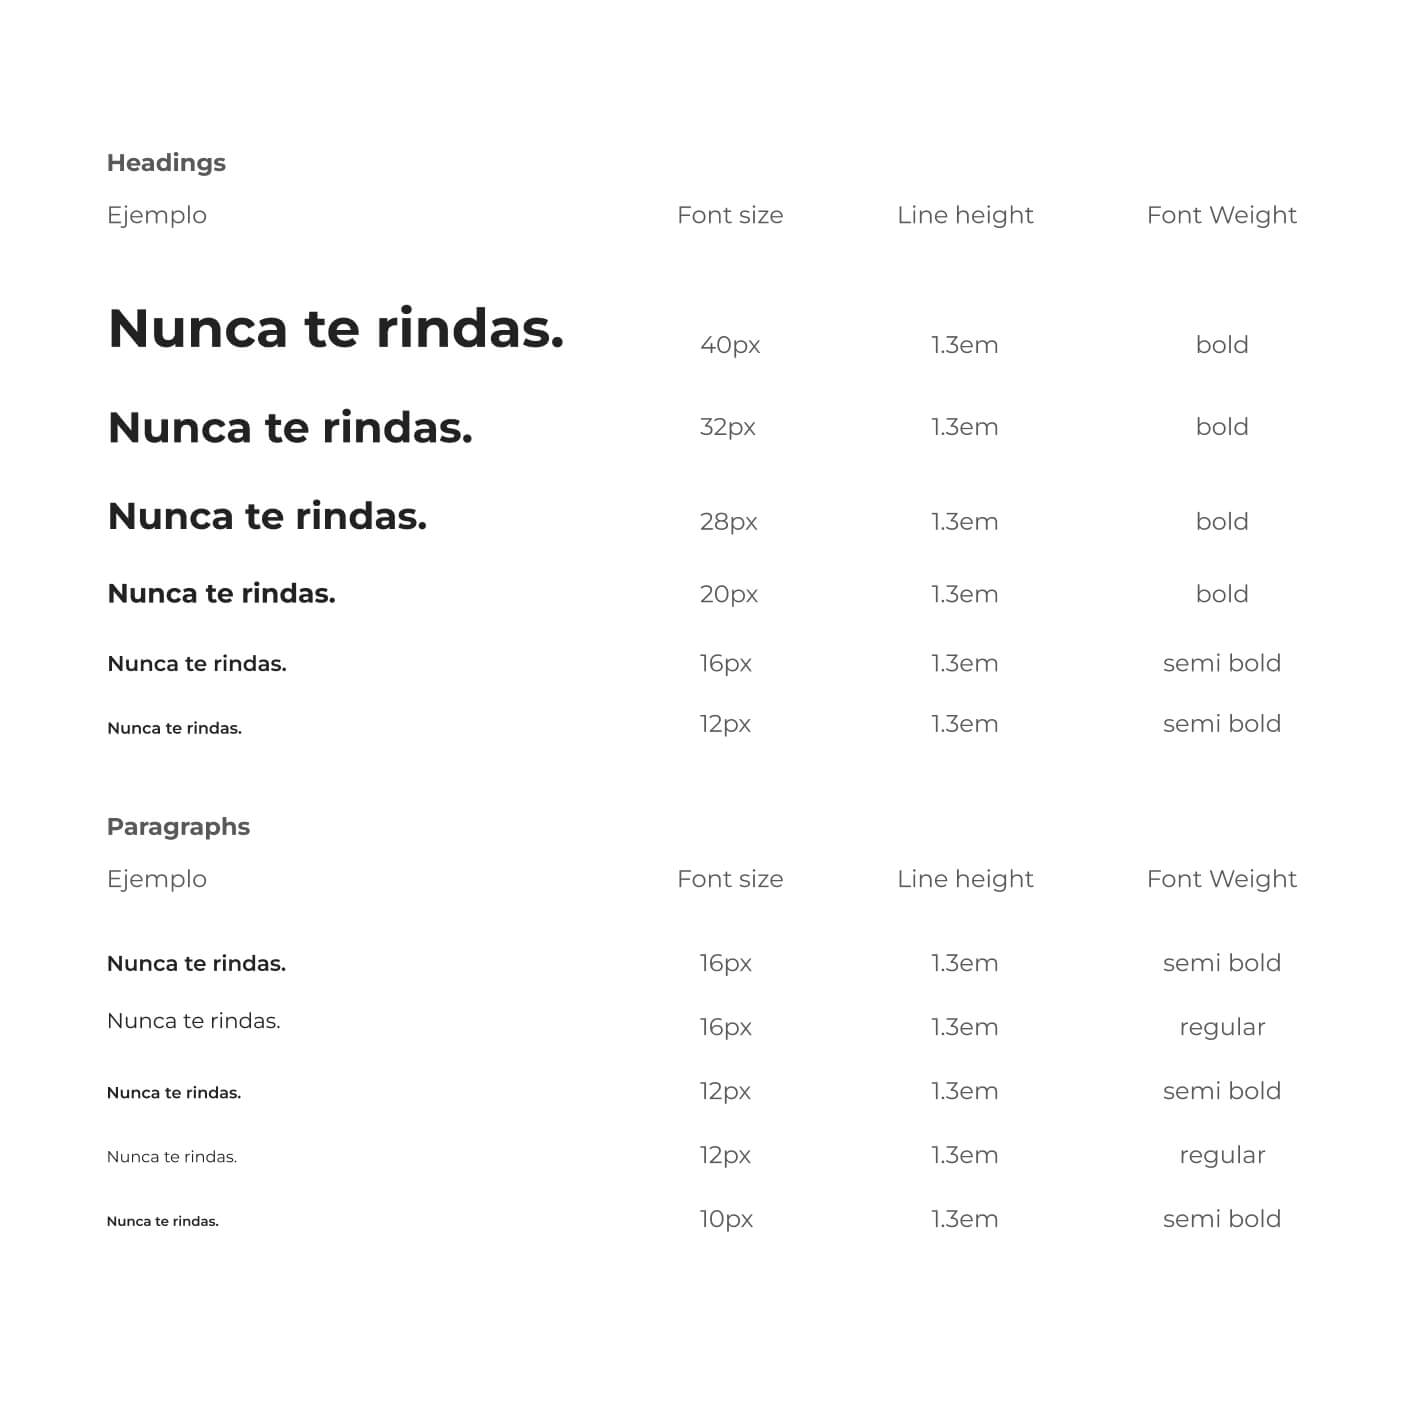 Headings
Ejemplo Font size Line height Font Weight
Nunca te rindas. 40px 1.3em bold
Nunca te rindas. 32px 1.3em bold
Nunca te rindas. 28px 1.3em bold
Nunca te rindas. 20px 1.3em bold
Nunca te rindas. 16px 1.3em semi bold
Nunca te rindas. 12px 1.3em semi bold
Paragraphs
Ejemplo Font size Line height Font Weight
Nunca te rindas. 16px 1.3em semi bold
Nunca te rindas. 16px 1.3em regular
Nunca te rindas. 12px 1.3em semi bold
Nunca te rindas. 12px 1.3em regular
Nunca te rindas. 10px 1.3em semi bold